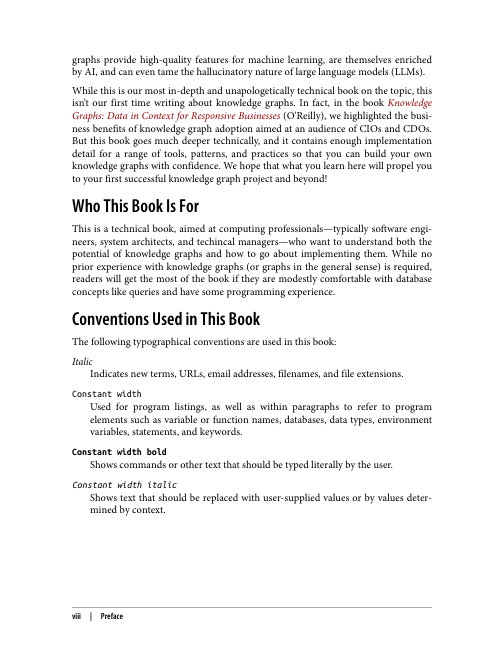 graphs provide high-quality features for machine learning, are themselves enriched
by AI, and can even tame the hallucinatory nature of large language models (LLMs).
While this is our most in-depth and unapologetically technical book on the topic, this
isn't our first time writing about knowledge graphs. In fact, in the book Knowledge
Graphs: Data in Context for Responsive Businesses (O'Reilly), we highlighted the busi-
ness benefits of knowledge graph adoption aimed at an audience of CIOs and CDOs.
But this book goes much deeper technically, and it contains enough implementation
detail for a range of tools, patterns, and practices so that you can build your own
knowledge graphs with confidence. We hope that what you learn here will propel you
to your first successful knowledge graph project and beyond!
Who This Book Is For
This is a technical book, aimed at computing professionals—typically software engi-
neers, system architects, and techincal managers—who want to understand both the
potential of knowledge graphs and how to go about implementing them. While no
prior experience with knowledge graphs (or graphs in the general sense) is required,
readers will get the most of the book if they are modestly comfortable with database
concepts like queries and have some programming experience.
Conventions Used in This Book
The following typographical conventions are used in this book:
Italic
Indicates new terms, URLs, email addresses, filenames, and file extensions.
Constant width
Used for program listings, as well as within paragraphs to refer to program
elements such as variable or function names, databases, data types, environment
variables, statements, and keywords.
Constant width bold
Shows commands or other text that should be typed literally by the user.
Constant width italic
Shows text that should be replaced with user-supplied values or by values deter-
mined by context.
viii | Preface